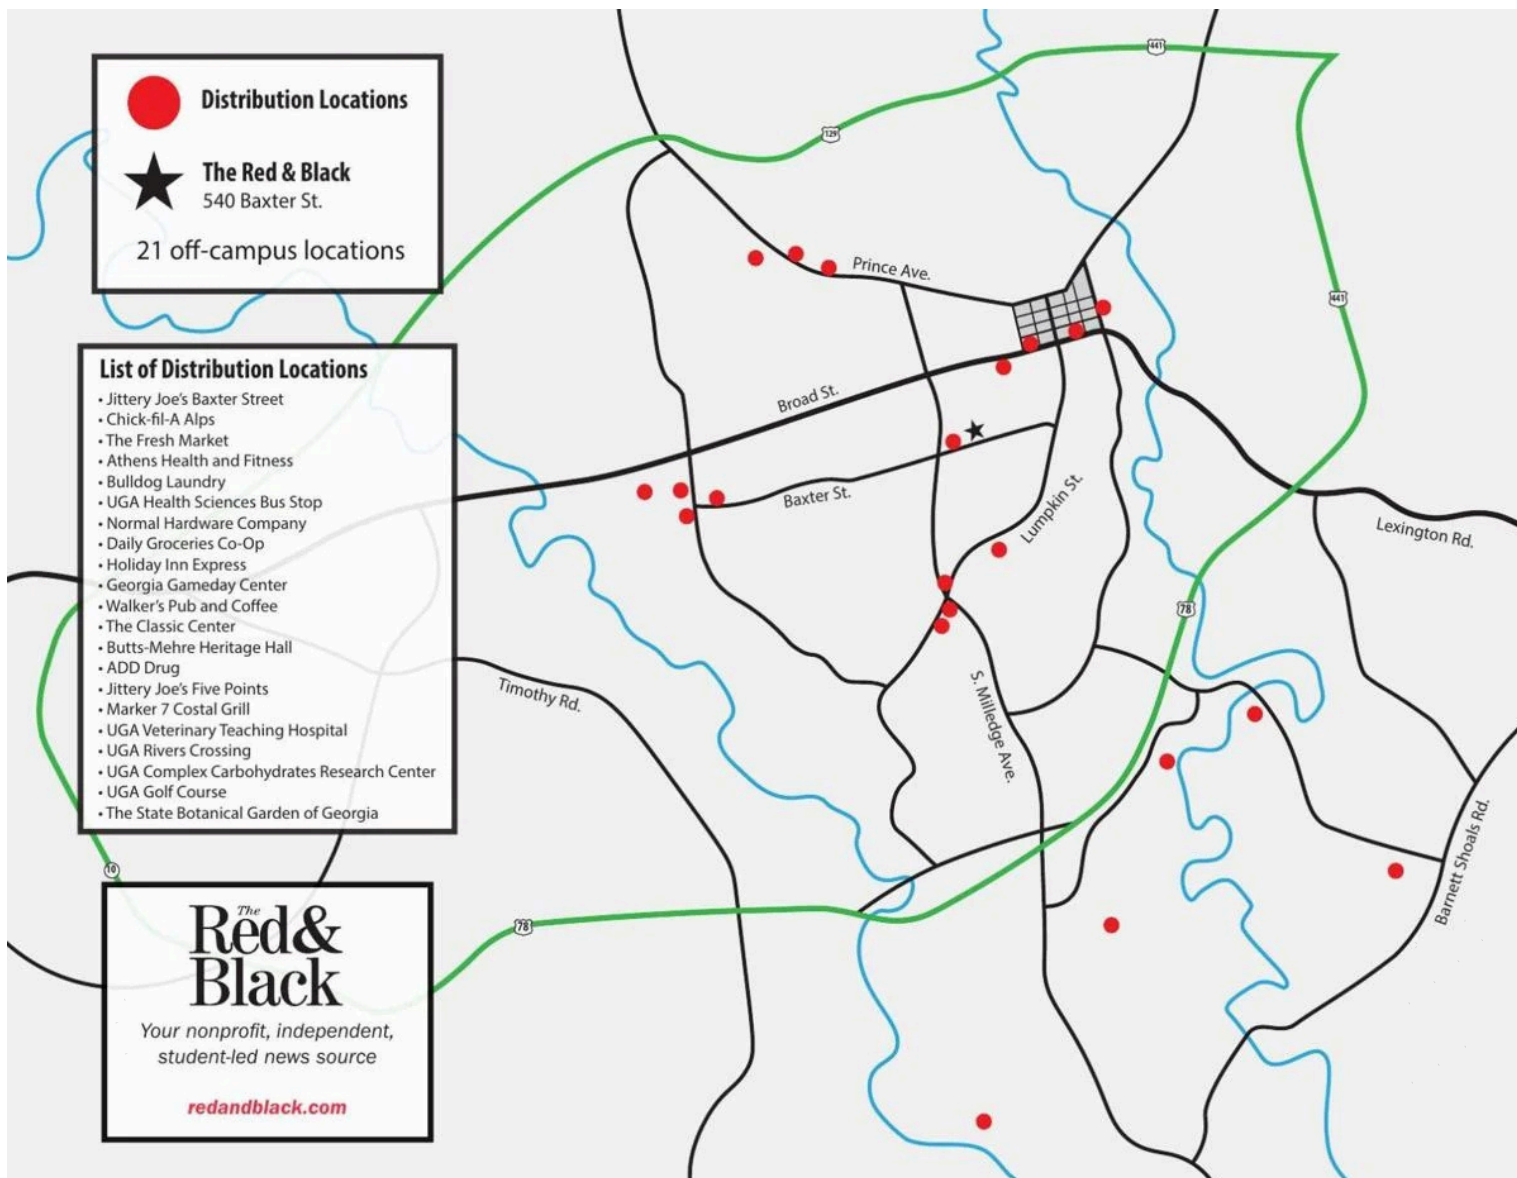 Distribution Locations
The Red & Black
540 Baxter St.
21 off-campus locations
List of Distribution Locations
• Jittery Joe's Baxter Street
• Chick-fil-A Alps
• The Fresh Market
• Athens Health and Fitness
• Bulldog Laundry
• UGA Health Sciences Bus Stop
• Normal Hardware Company
• Daily Groceries Co-Op
• Holiday Inn Express
• Georgia Gameday Center
• Walker's Pub and Coffee
• The Classic Center
• Butts-Mehre Heritage Hall
• ADD Drug
• Jittery Joe's Five Points
• Marker 7 Costal Grill
• UGA Veterinary Teaching Hospital
• UGA Rivers Crossing
• UGA Complex Carbohydrates Research Center
• UGA Golf Course
• The State Botanical Garden of Georgia
The
Red&
Black
Your nonprofit, independent,
student-led news source
redandblack.com
441
129
Prince Ave.
441
Broad St.
Baxter St.
Lumpkin St.
Lexington Rd.
78
Timothy Rd.
S. Milledge Ave.
Barnett Shoals Rd.
10
78